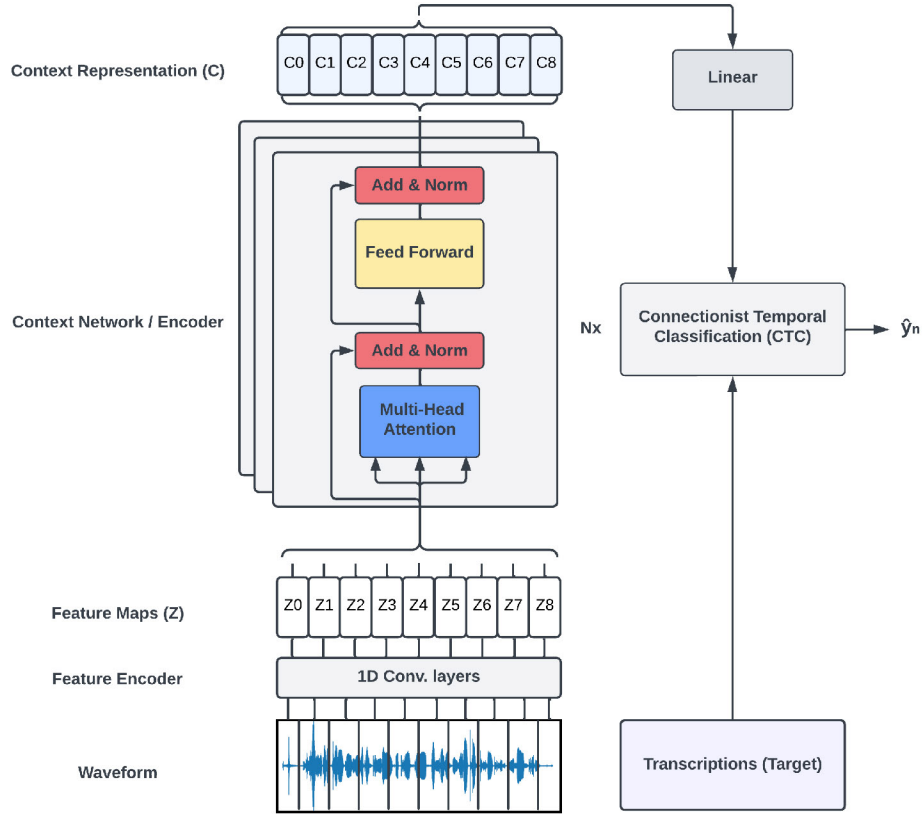 Context Representation (C)
C0 C1 C2 C3 C4 C5 C6 C7 C8
Linear
Add & Norm
Feed Forward
Context Network / Encoder
Add & Norm
Multi-Head
Attention
Nx
Connectionist Temporal
Classification (CTC)
ŷn
Feature Maps (Z)
Z0 Z1 Z2 Z3 Z4 Z5 Z6 Z7 Z8
Feature Encoder
1D Conv. layers
Waveform
Transcriptions (Target)